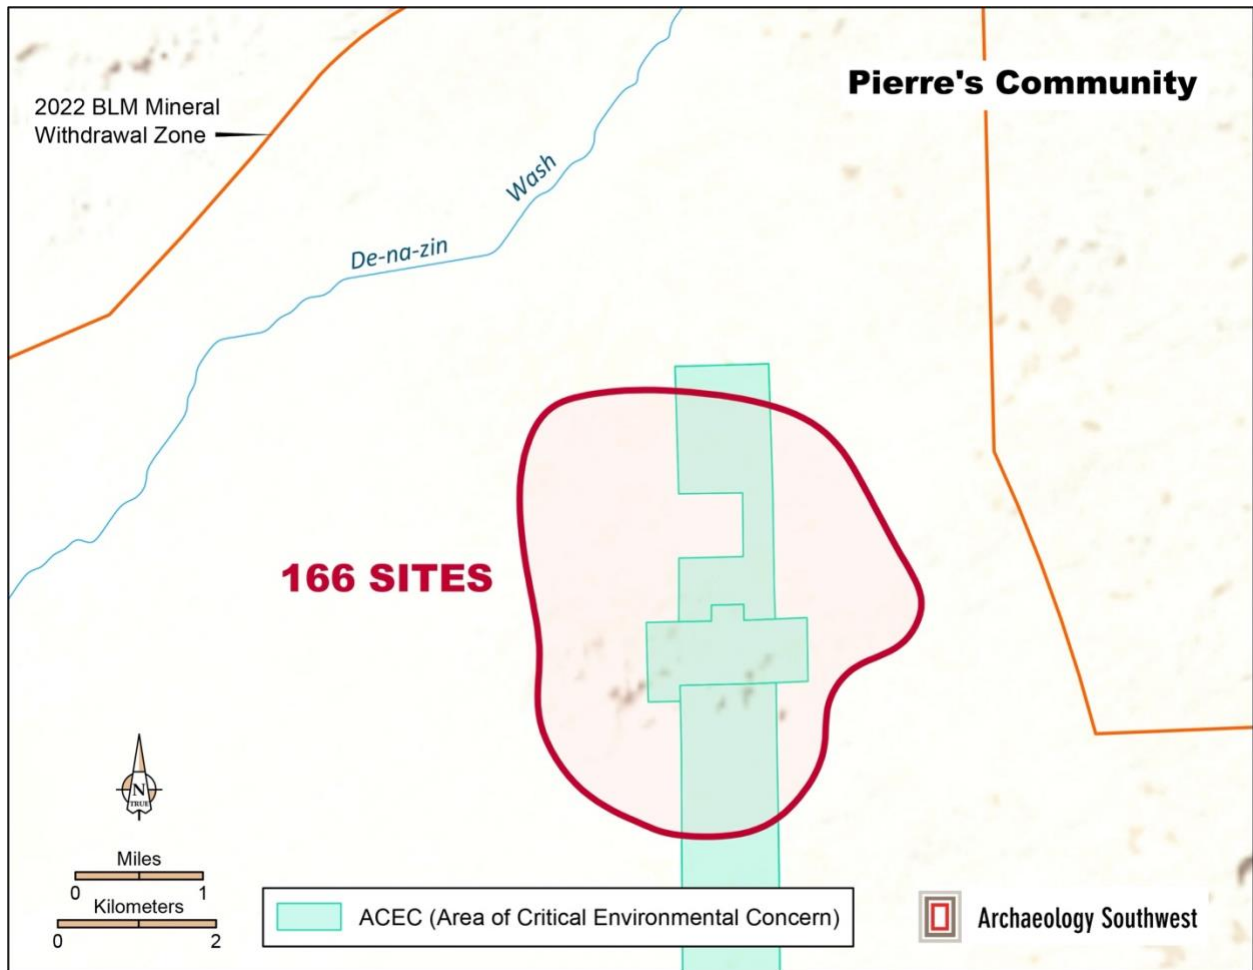 Pierre's Community
2022 BLM Mineral
Withdrawal Zone
Wash
De-na-zin
166 SITES
N
TRUE
Miles
0 1
Kilometers
0 2
ACEC (Area of Critical Environmental Concern)
Archaeology Southwest